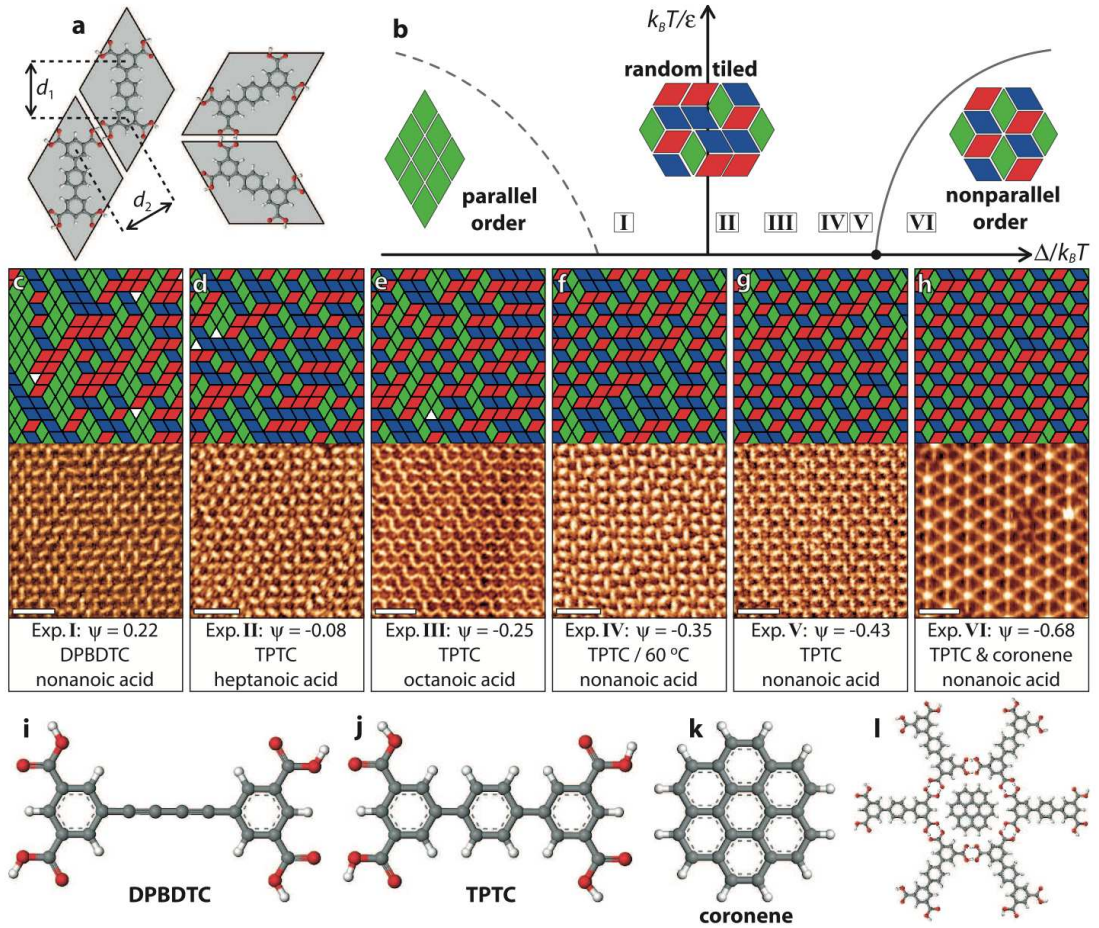 a
d1
d2
b
kBT/ε
random tiled
parallel
order
nonparallel
order
I
II
III
IV
V
VI
Δ/kBT
c
d
e
f
g
h
Exp. I: ψ = 0.22
DPBDTC
nonanoic acid
Exp. II: ψ = -0.08
TPTC
heptanoic acid
Exp. III: ψ = -0.25
TPTC
octanoic acid
Exp. IV: ψ = -0.35
TPTC / 60 °C
nonanoic acid
Exp. V: ψ = -0.43
TPTC
nonanoic acid
Exp. VI: ψ = -0.68
TPTC & coronene
nonanoic acid
i
DPBDTC
j
TPTC
k
coronene
l